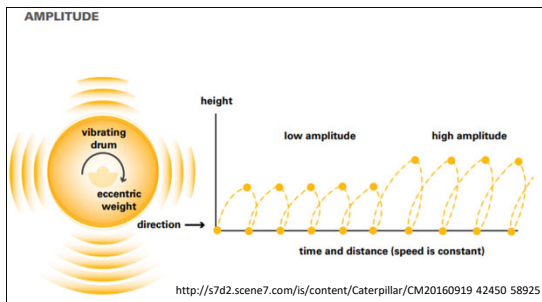 AMPLITUDE
height
vibrating
drum
low amplitude
high amplitude
eccentric
weight
direction
time and distance (speed is constant)
http://s7d2.scene7.com/is/content/Caterpillar/CM20160919 42450 58925